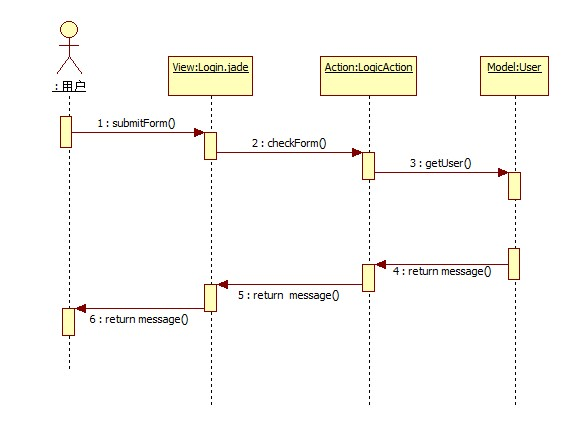 : 用户
View:Login.jade
Action:LogicAction
Model:User
1 : submitForm()
2 : checkForm()
3 : getUser()
4 : return message()
5 : return message()
6 : return message()